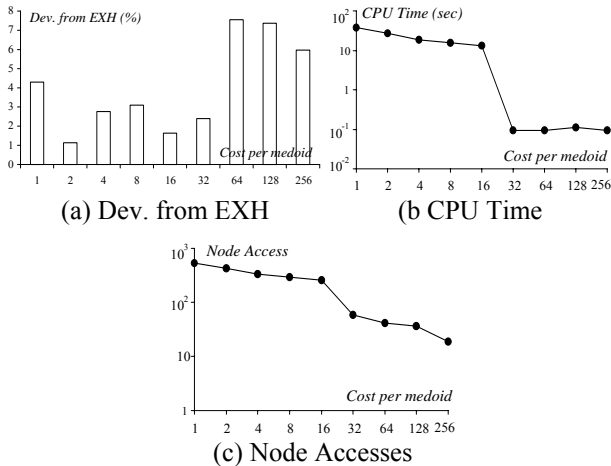 Dev. from EXH (%)
8
7
6
5
4
3
2
1
0
Cost per medoid
1 2 4 8 16 32 64 128 256
(a) Dev. from EXH
CPU Time (sec)
10²
10
1
10⁻¹
10⁻²
Cost per medoid
1 2 4 8 16 32 64 128 256
(b CPU Time
Node Access
10³
10²
10
1
Cost per medoid
1 2 4 8 16 32 64 128 256
(c) Node Accesses